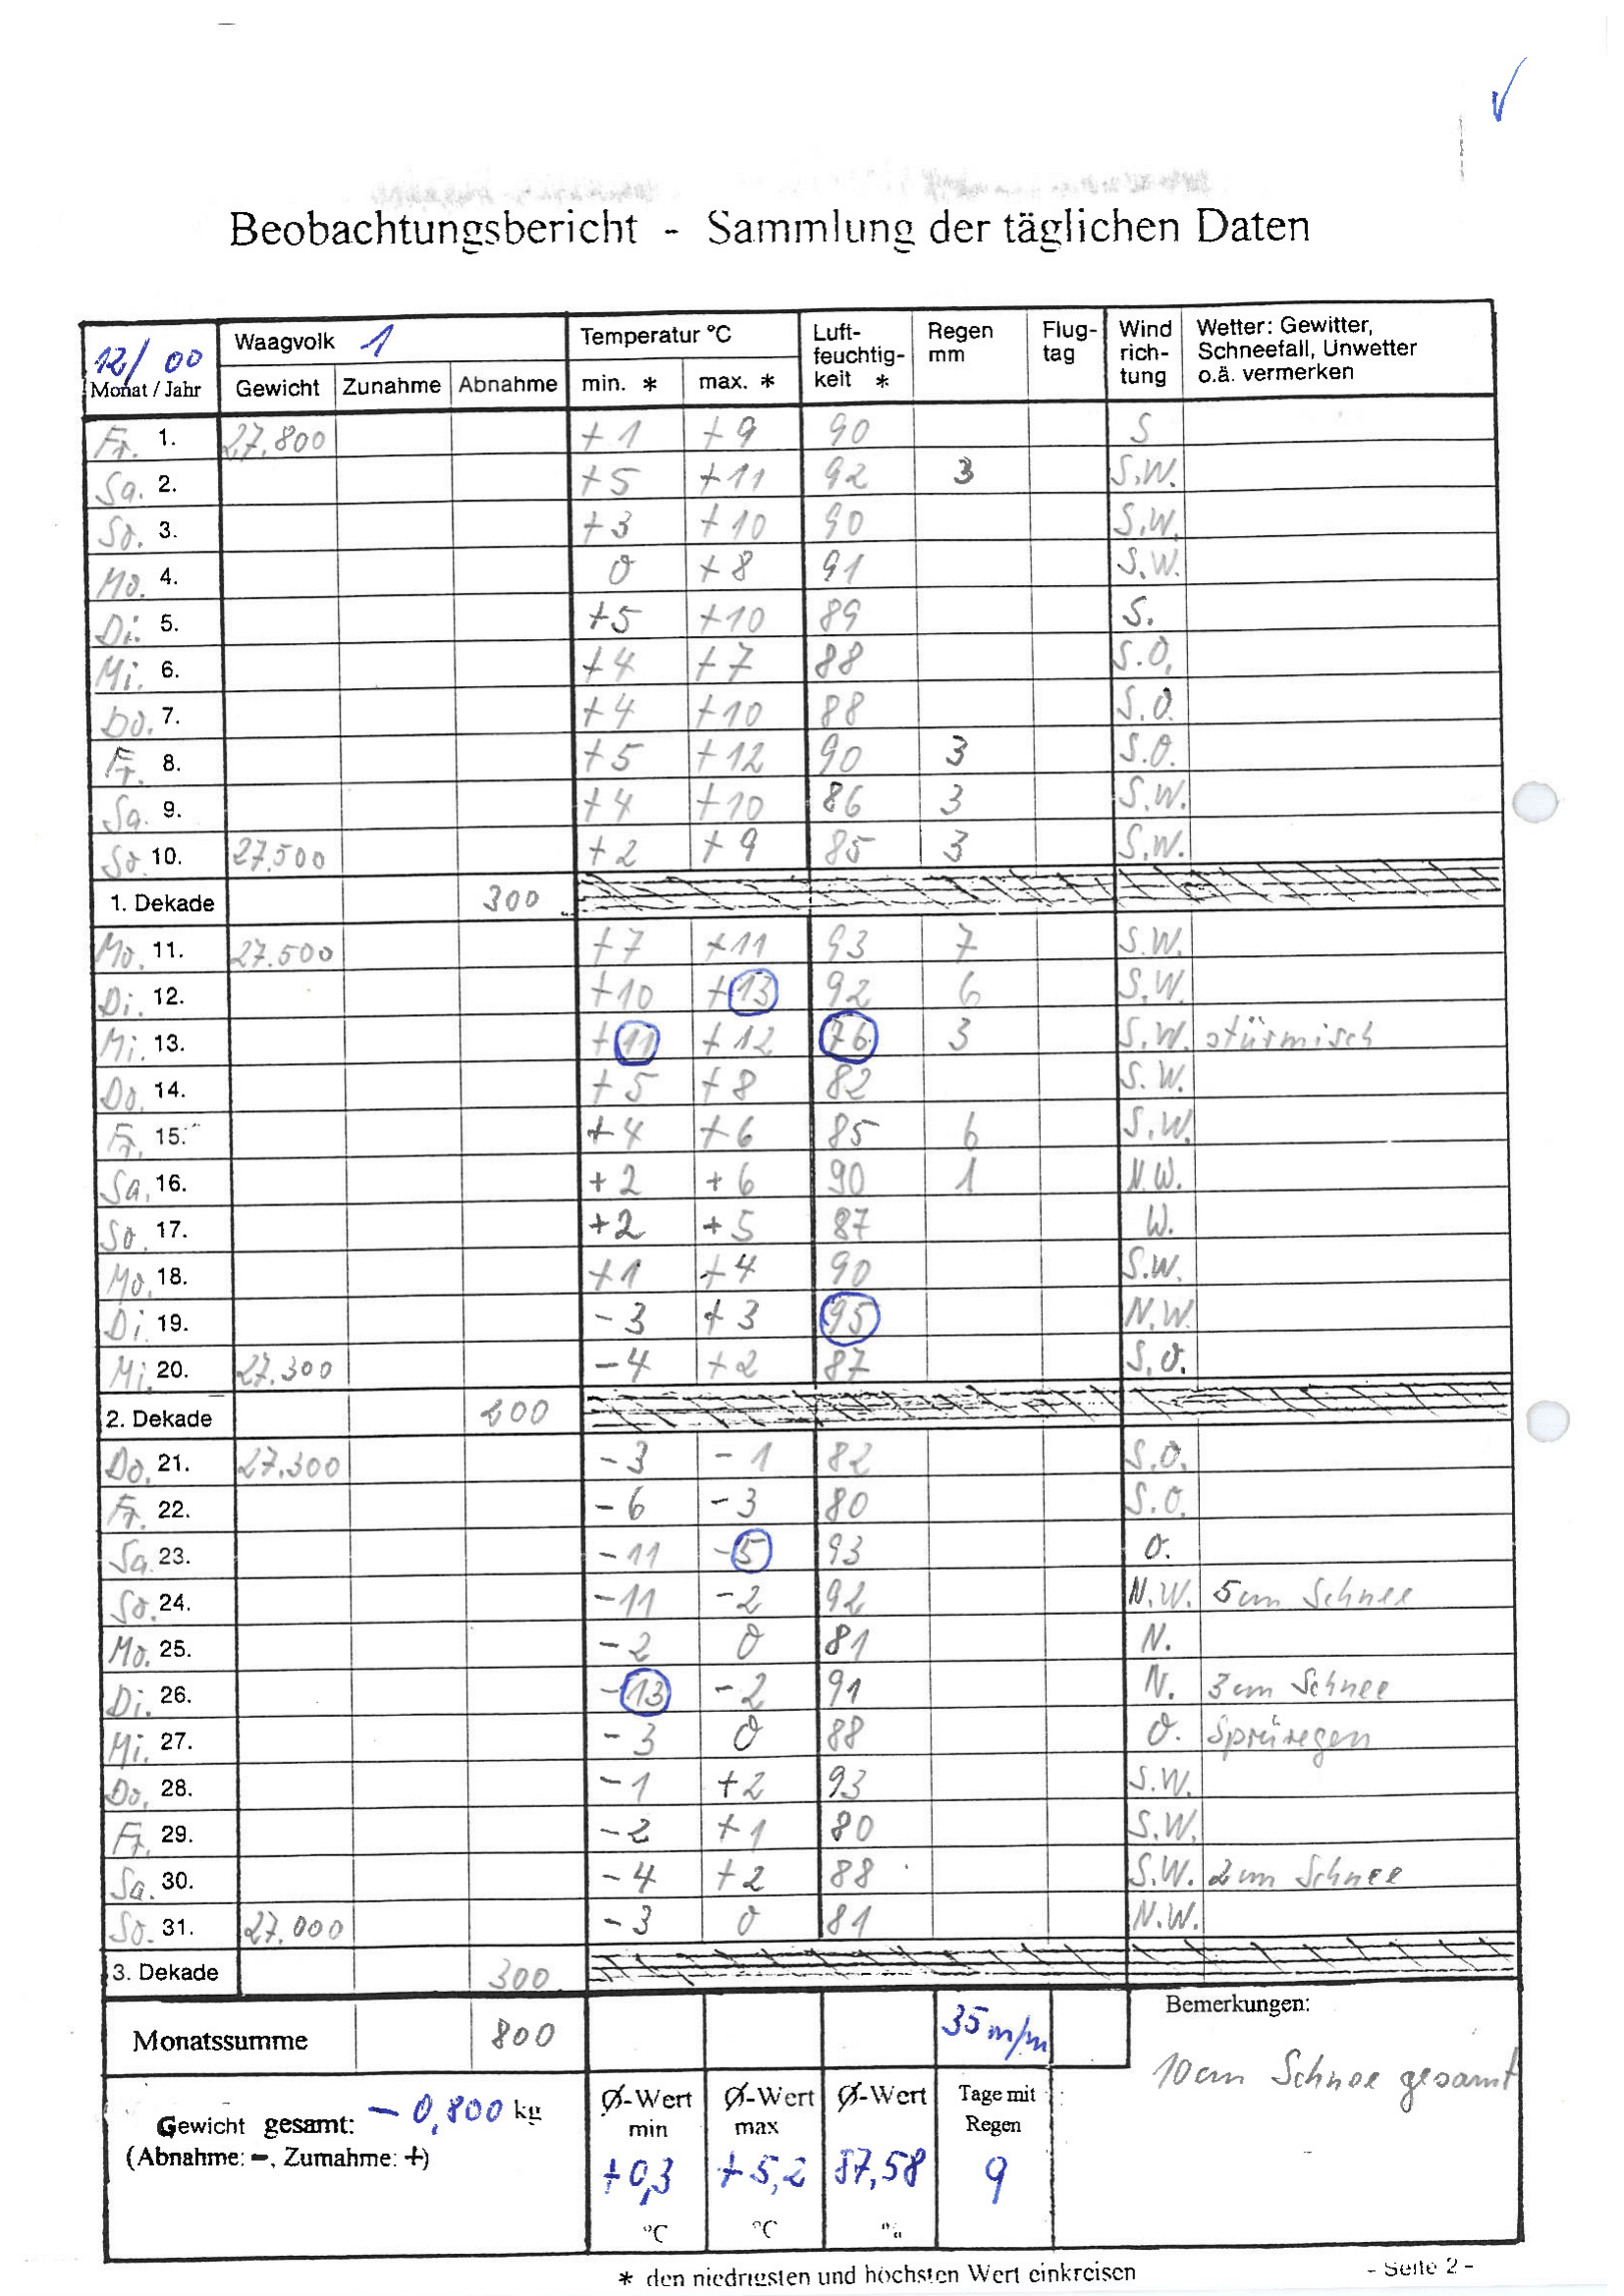 Beobachtungsbericht - Sammlung der täglichen Daten
12/00 Waagvolk 1 Temperatur °C Luft- Regen Flug- Wind Wetter: Gewitter,
feuchtig- mm tag rich- Schneefall, Unwetter
Monat / Jahr Gewicht Zunahme Abnahme min. * max. * keit * tung o.ä. vermerken
Fr. 1. 27.800 +1 +9 90 S
Sa. 2. +5 +11 92 3 S.W.
So. 3. +3 +10 90 S.W.
Mo. 4. 0 +8 91 S.W.
Di. 5. +5 +10 89 S.
Mi. 6. +4 +7 88 S.O.
Do. 7. +4 +10 88 S.O.
Fr. 8. +5 +12 90 3 S.O.
Sa. 9. +4 +10 86 3 S.W.
So. 10. 27.500 +2 +9 85 3 S.W.
1. Dekade 300
Mo. 11. 27.500 +7 +11 93 7 S.W.
Di. 12. +10 +13 92 6 S.W.
Mi. 13. +11 +12 76 3 S.W. stürmisch
Do. 14. +5 +8 82 S.W.
Fr. 15. +4 +6 85 6 S.W.
Sa. 16. +2 +6 90 1 N.W.
So. 17. +2 +5 87 W.
Mo. 18. +1 +4 90 S.W.
Di. 19. -3 +3 95 N.W.
Mi. 20. 27.300 -4 +2 87 S.O.
2. Dekade 200
Do. 21. 27.300 -3 -1 82 S.O.
Fr. 22. -6 -3 80 S.O.
Sa. 23. -11 -5 93 O.
So. 24. -11 -2 92 N.W. 5cm Schnee
Mo. 25. -2 0 81 N.
Di. 26. -13 -2 91 N. 3cm Schnee
Mi. 27. -3 0 88 O. Sprüregen
Do. 28. -1 +2 93 S.W.
Fr. 29. -2 +1 80 S.W.
Sa. 30. -4 +2 88 S.W. 2cm Schnee
So. 31. 27.000 -3 0 81 N.W.
3. Dekade 300
Monatssumme 800 35 m/m Bemerkungen:
10cm Schnee gesamt
Gewicht gesamt: - 0,800 kg Ø-Wert Ø-Wert Ø-Wert Tage mit
min max Regen
(Abnahme: -, Zumahme: +) +0,3 +5,2 87,58 9
°C °C %
* den niedrigsten und höchsten Wert einkreisen - Seite 2 -